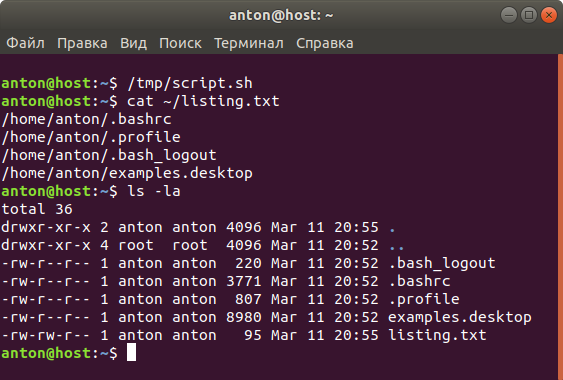 anton@host: ~
Файл Правка Вид Поиск Терминал Справка
anton@host:~$ /tmp/script.sh
anton@host:~$ cat ~/listing.txt
/home/anton/.bashrc
/home/anton/.profile
/home/anton/.bash_logout
/home/anton/examples.desktop
anton@host:~$ ls -la
total 36
drwxr-xr-x 2 anton anton 4096 Mar 11 20:55 .
drwxr-xr-x 4 root  root  4096 Mar 11 20:52 ..
-rw-r--r-- 1 anton anton  220 Mar 11 20:52 .bash_logout
-rw-r--r-- 1 anton anton 3771 Mar 11 20:52 .bashrc
-rw-r--r-- 1 anton anton  807 Mar 11 20:52 .profile
-rw-r--r-- 1 anton anton 8980 Mar 11 20:52 examples.desktop
-rw-rw-r-- 1 anton anton   95 Mar 11 20:55 listing.txt
anton@host:~$